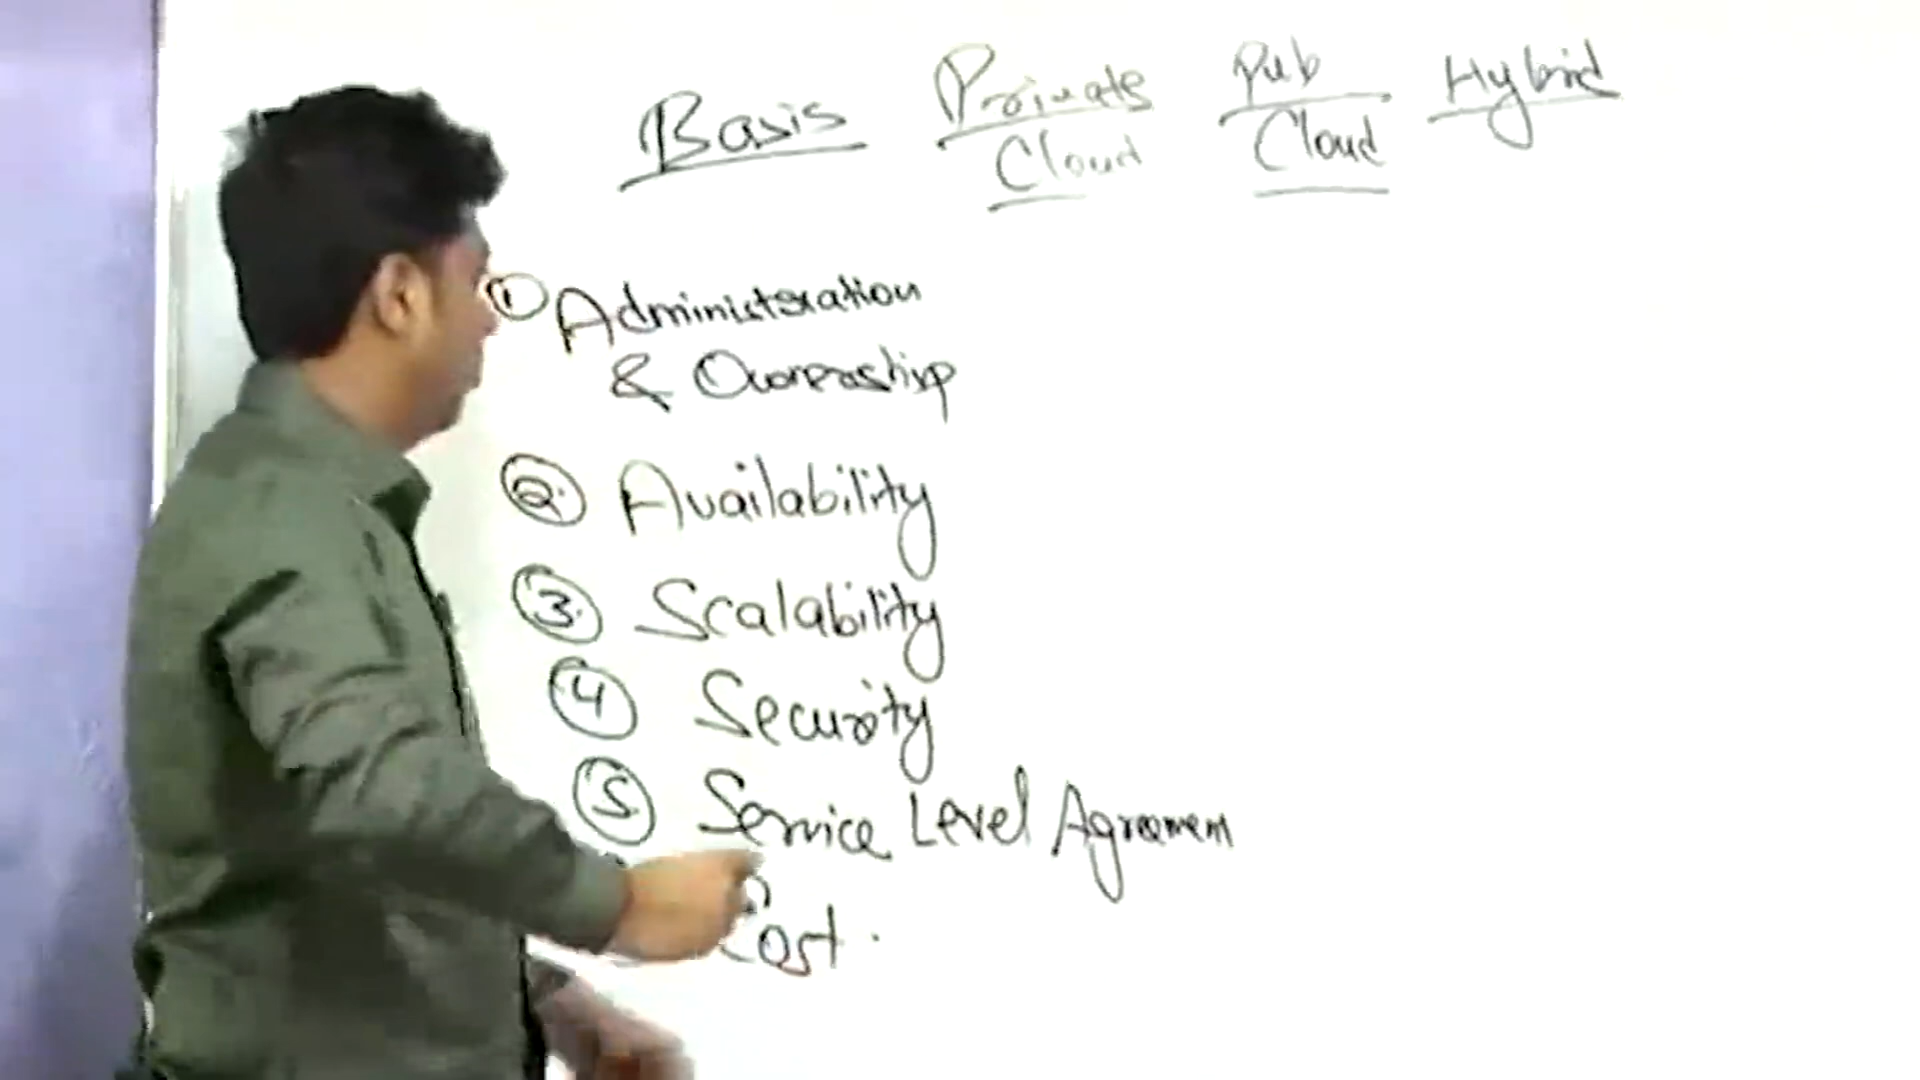 Basis Private Pub Hybrid
Cloud Cloud
① Administration
& Ownership
② Availability
③ Scalability
④ Security
⑤ Service Level Agreemen
Cost .